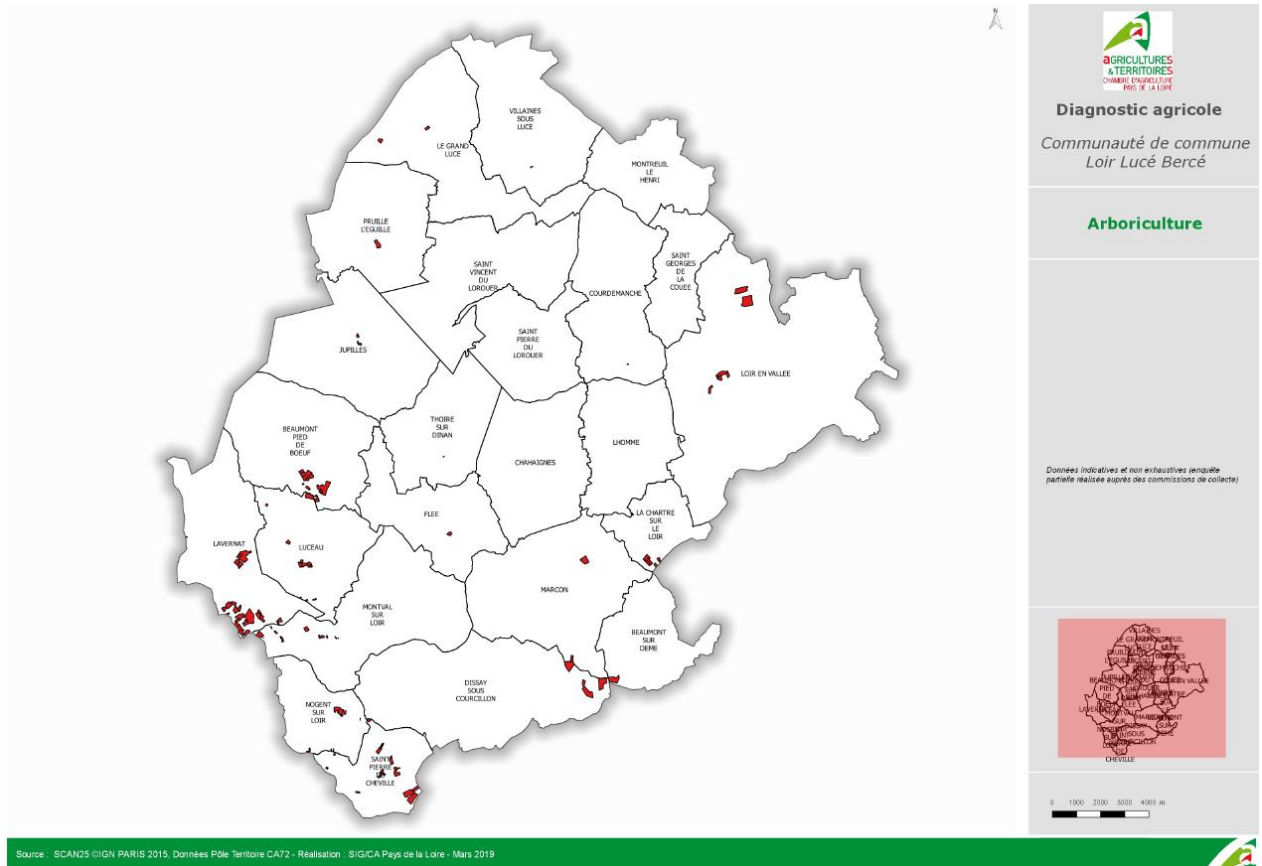 N
VILLAINES
SOUS
LUCE
LE GRAND
LUCE
MONTREUIL
LE
HENRI
PRUILLE
L'EGUILLE
SAINT
VINCENT
DU
LOROUER
SAINT
GEORGES
DE
LA
COUEE
COURDEMANCHE
SAINT
PIERRE
DU
LOROUER
JUPILLES
LOIR EN VALLEE
BEAUMONT
PIED
DE
BOEUF
THOIRE
SUR
DINAN
LHOMME
CHAHAIGNES
FLEE
LA CHARTRE
SUR
LE
LOIR
LAVERNAT
LUCEAU
MARCON
MONTVAL
SUR
LOIR
BEAUMONT
SUR
DEME
DISSAY
SOUS
COURCILLON
NOGENT
SUR
LOIR
SAINT
PIERRE
DE
CHEVILLE
aGRICULTURES
&TERRITOIRES
CHAMBRE D'AGRICULTURE
PAYS DE LA LOIRE
Diagnostic agricole
Communauté de commune
Loir Lucé Bercé
Arboriculture
Données indicatives et non exhaustives (enquête
partielle réalisée auprès des commissions de collecte)
CHEVILLE
0 1000 2000 3000 4000 m
Source : SCAN25 ©IGN PARIS 2015, Données Pôle Territoire CA72 - Réalisation : SIG/CA Pays de la Loire - Mars 2019